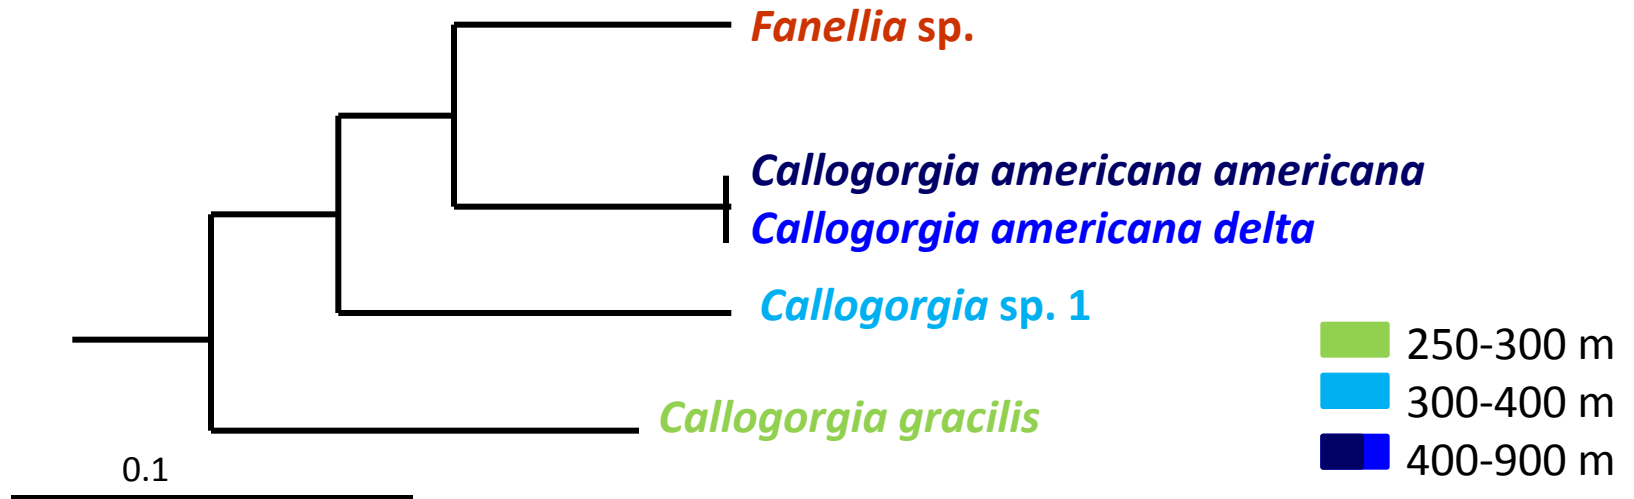 Fanellia sp.
Callogorgia americana americana
Callogorgia americana delta
Callogorgia sp. 1
Callogorgia gracilis
0.1
250-300 m
300-400 m
400-900 m